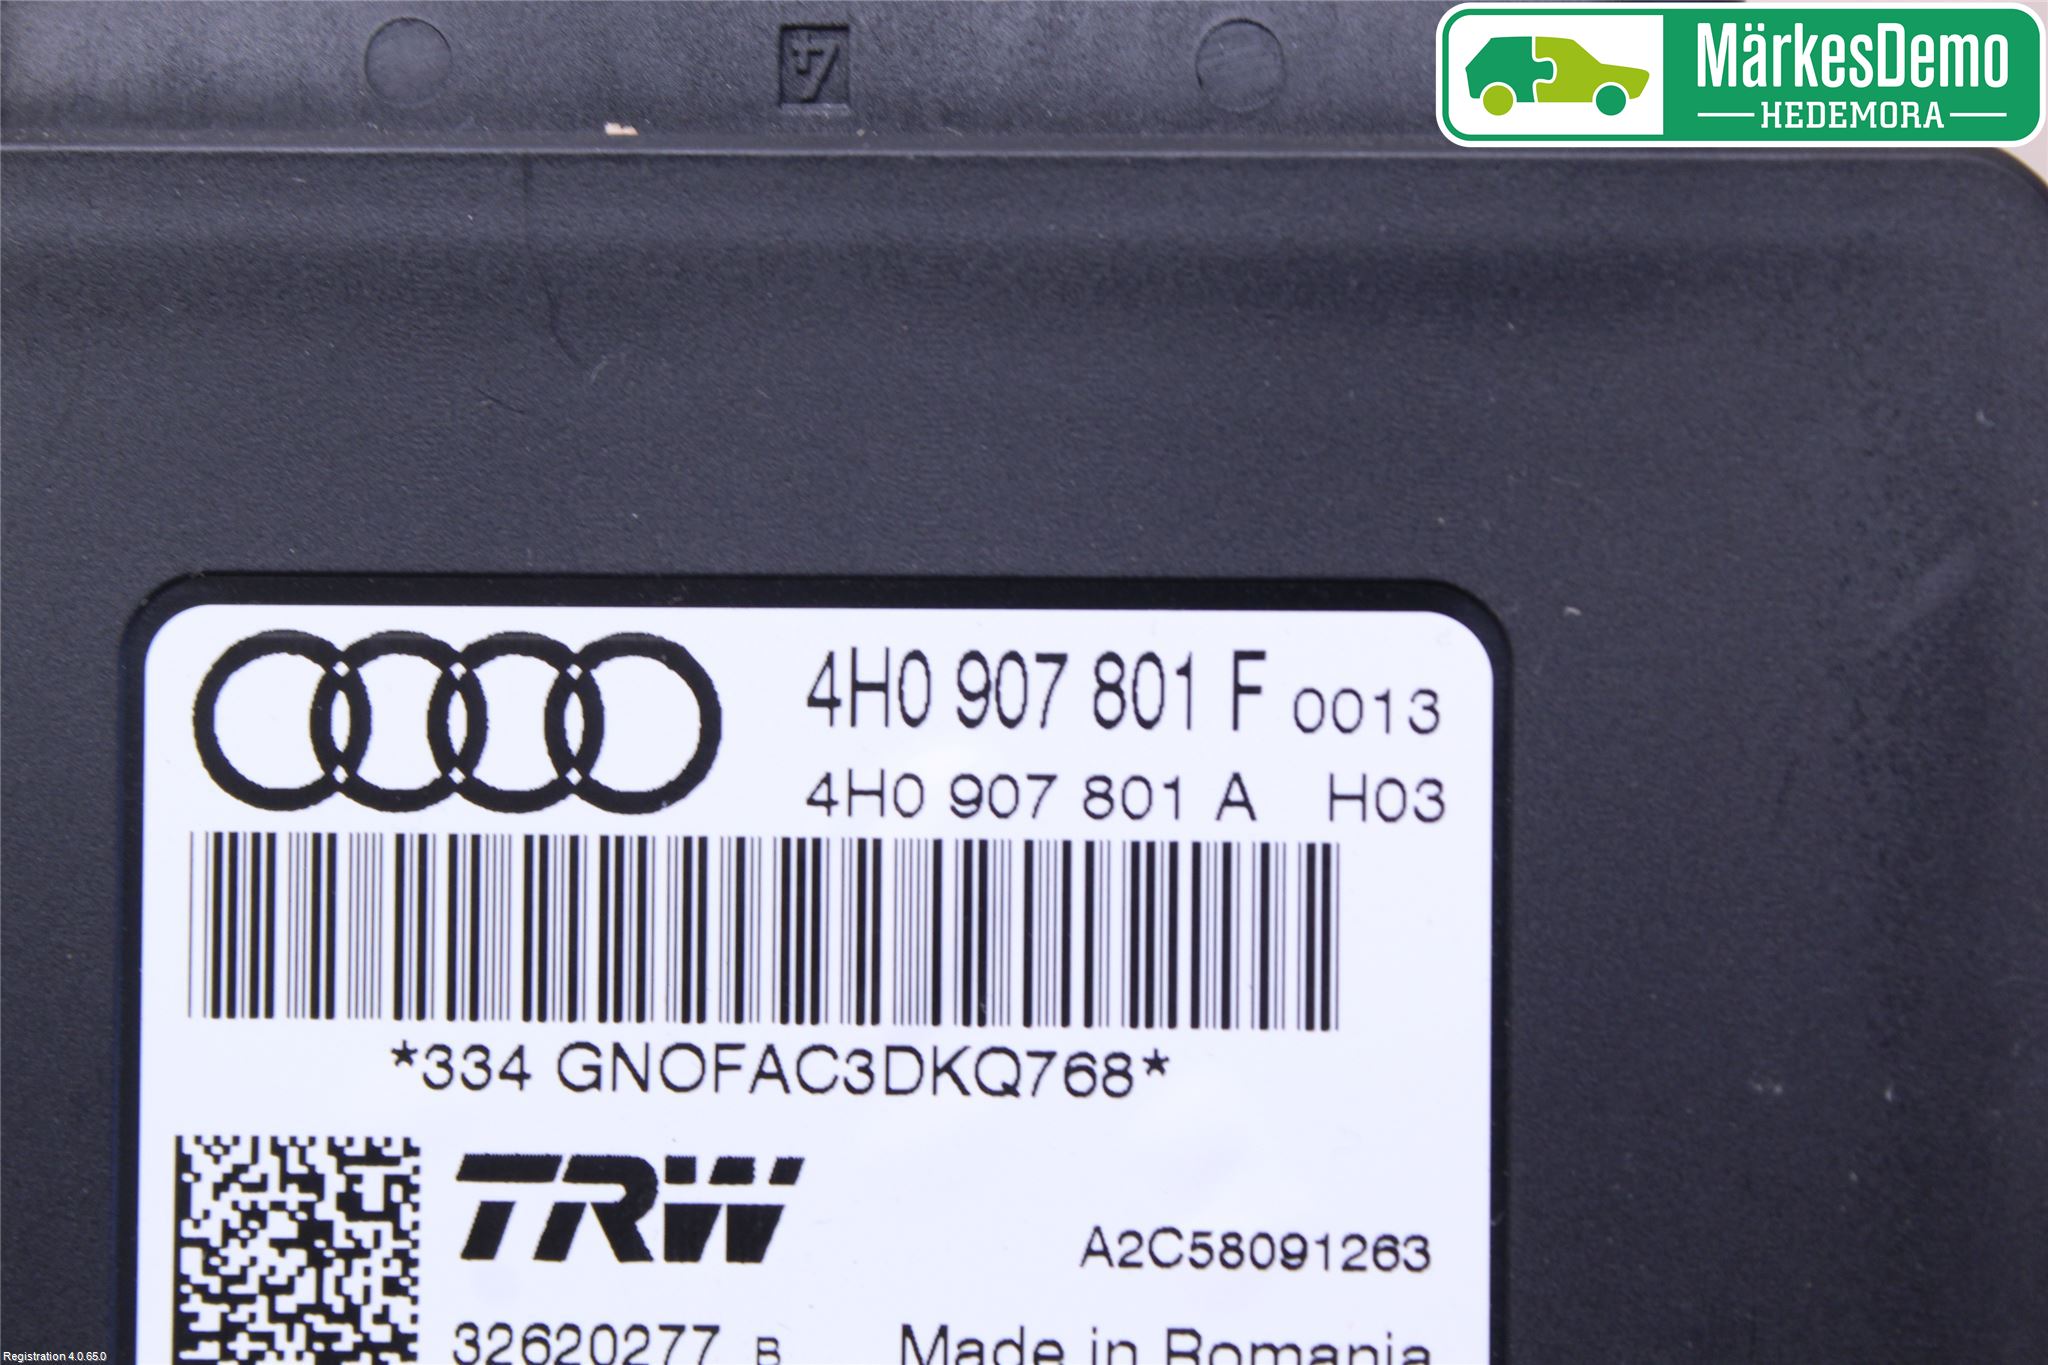 MärkesDemo
HEDEMORA
4H0 907 801 F 0013
4H0 907 801 A H03
*334 GNOFAC3DKQ768*
TRW
A2C58091263
32620277 B
Made in Romania
Registration 4.0.65.0